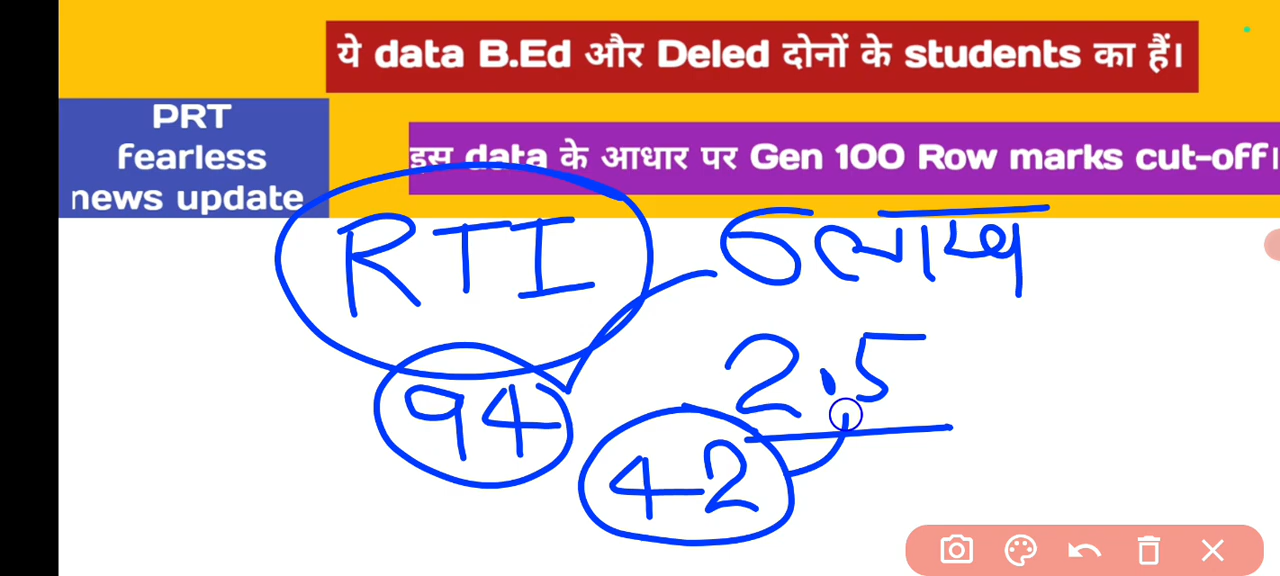 ये data B.Ed और Deled दोनों के students का हैं।
PRT
fearless
news update
इस data के आधार पर Gen 100 Row marks cut-off।
RTI
94
2.5
42